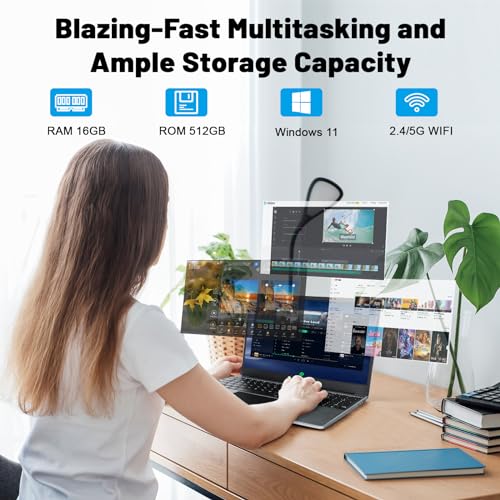 Blazing-Fast Multitasking and
Ample Storage Capacity
RAM 16GB
ROM 512GB
Windows 11
2.4/5G WIFI